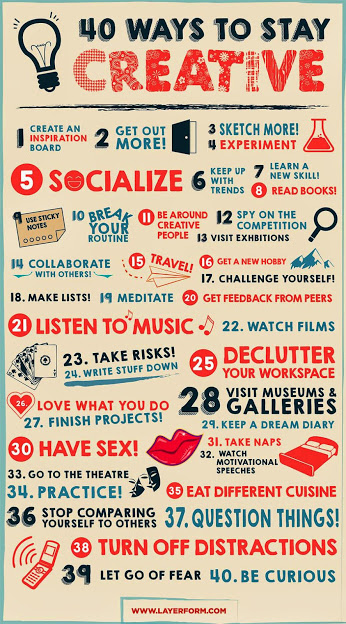 40 WAYS TO STAY
CREATIVE
1 CREATE AN
INSPIRATION
BOARD
2 GET OUT
MORE!
3 SKETCH MORE!
4 EXPERIMENT
5 SOCIALIZE
6 KEEP UP
WITH
TRENDS
7 LEARN A
NEW SKILL!
8 READ BOOKS!
9 USE STICKY
NOTES
10 BREAK
YOUR
ROUTINE
11 BE AROUND
CREATIVE
PEOPLE
12 SPY ON THE
COMPETITION
13 VISIT EXHBITIONS
14 COLLABORATE
WITH OTHERS!
15 TRAVEL!
16 GET A NEW HOBBY
17. CHALLENGE YOURSELF!
18. MAKE LISTS!
19 MEDITATE
20 GET FEEDBACK FROM PEERS
21 LISTEN TO MUSIC
22. WATCH FILMS
23. TAKE RISKS!
24. WRITE STUFF DOWN
25 DECLUTTER
YOUR WORKSPACE
26. LOVE WHAT YOU DO
27. FINISH PROJECTS!
28 VISIT MUSEUMS &
GALLERIES
29. KEEP A DREAM DIARY
30 HAVE SEX!
31. TAKE NAPS
32. WATCH
MOTIVATIONAL
SPEECHES
33. GO TO THE THEATRE
34. PRACTICE!
35 EAT DIFFERENT CUISINE
36 STOP COMPARING
YOURSELF TO OTHERS
37. QUESTION THINGS!
38 TURN OFF DISTRACTIONS
39 LET GO OF FEAR
40. BE CURIOUS
WWW.LAYERFORM.COM